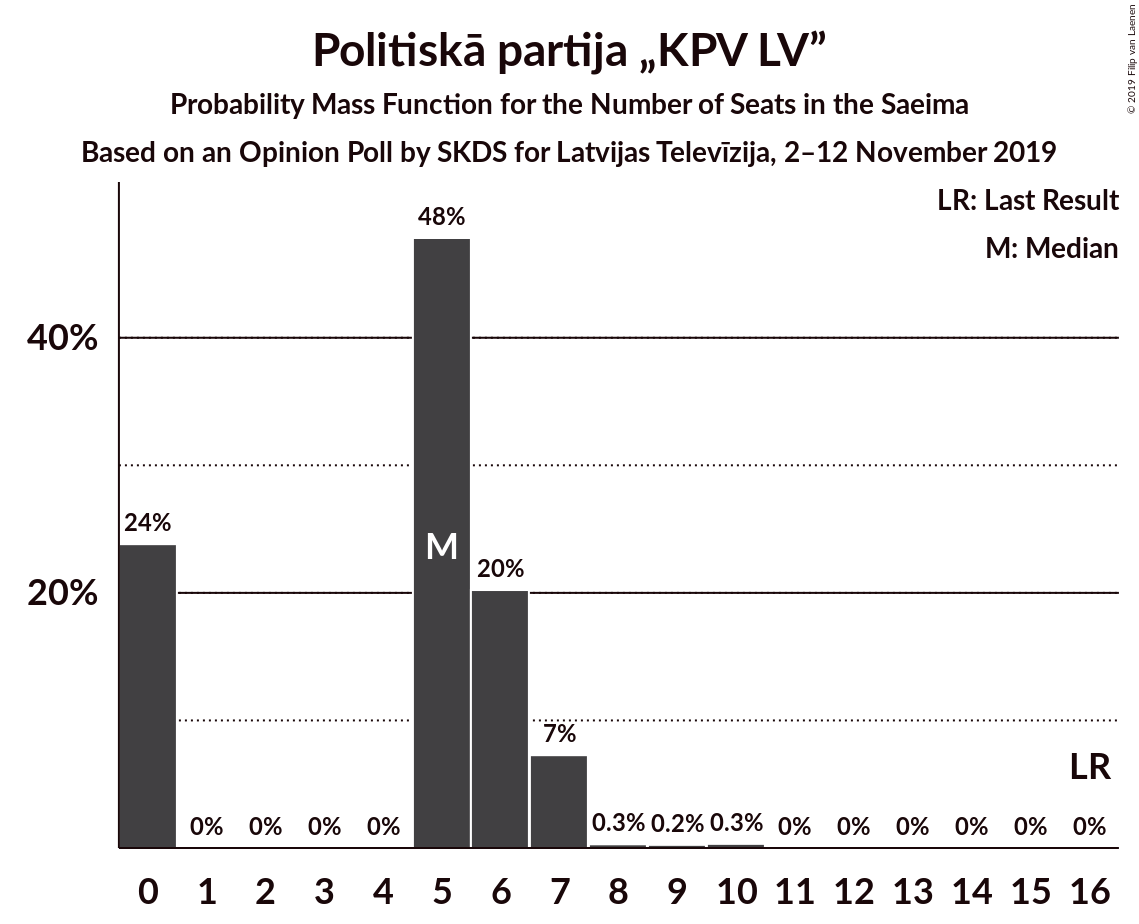 Politiskā partija „KPV LV”
Probability Mass Function for the Number of Seats in the Saeima
Based on an Opinion Poll by SKDS for Latvijas Televīzija, 2–12 November 2019
© 2019 Filip van Laenen
LR: Last Result
M: Median
48%
40%
24%
M
20%
20%
7%
LR
0% 0% 0% 0% 0.3% 0.2% 0.3% 0% 0% 0% 0% 0% 0%
0 1 2 3 4 5 6 7 8 9 10 11 12 13 14 15 16